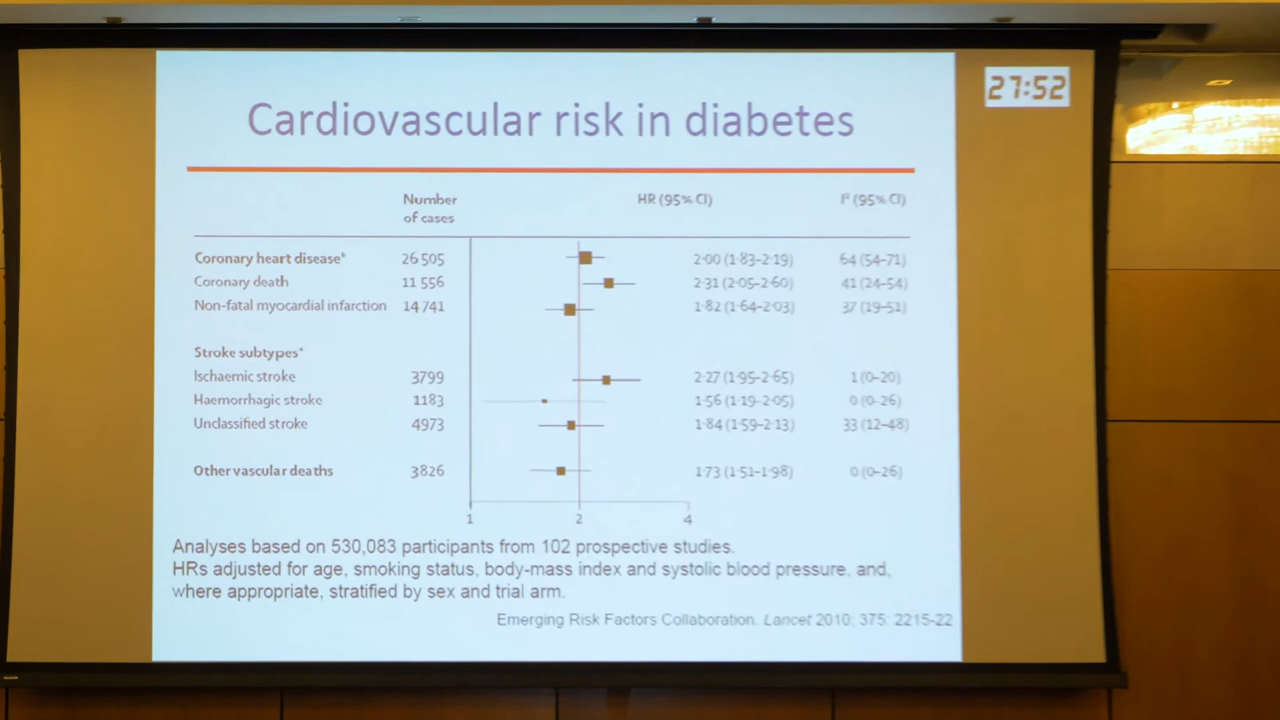 27:52
Cardiovascular risk in diabetes
Number of cases HR (95% CI) I² (95% CI)
Coronary heart disease* 26 505 2·00 (1·83–2·19) 64 (54–71)
Coronary death 11 556 2·31 (2·05–2·60) 41 (24–54)
Non-fatal myocardial infarction 14 741 1·82 (1·64–2·03) 37 (19–51)
Stroke subtypes*
Ischaemic stroke 3799 2·27 (1·95–2·65) 1 (0–20)
Haemorrhagic stroke 1183 1·56 (1·19–2·05) 0 (0–26)
Unclassified stroke 4973 1·84 (1·59–2·13) 33 (12–48)
Other vascular deaths 3826 1·73 (1·51–1·98) 0 (0–26)
1 2 4
Analyses based on 530,083 participants from 102 prospective studies.
HRs adjusted for age, smoking status, body-mass index and systolic blood pressure, and,
where appropriate, stratified by sex and trial arm.
Emerging Risk Factors Collaboration. Lancet 2010; 375: 2215-22